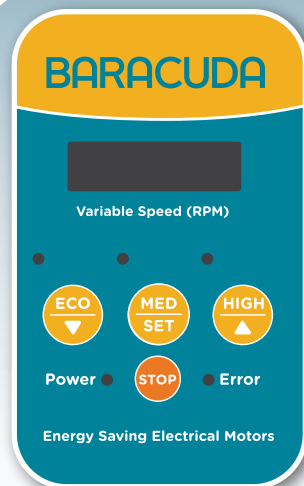 BARACUDA
Variable Speed (RPM)
ECO MED HIGH
▼ SET ▲
Power STOP Error
Energy Saving Electrical Motors